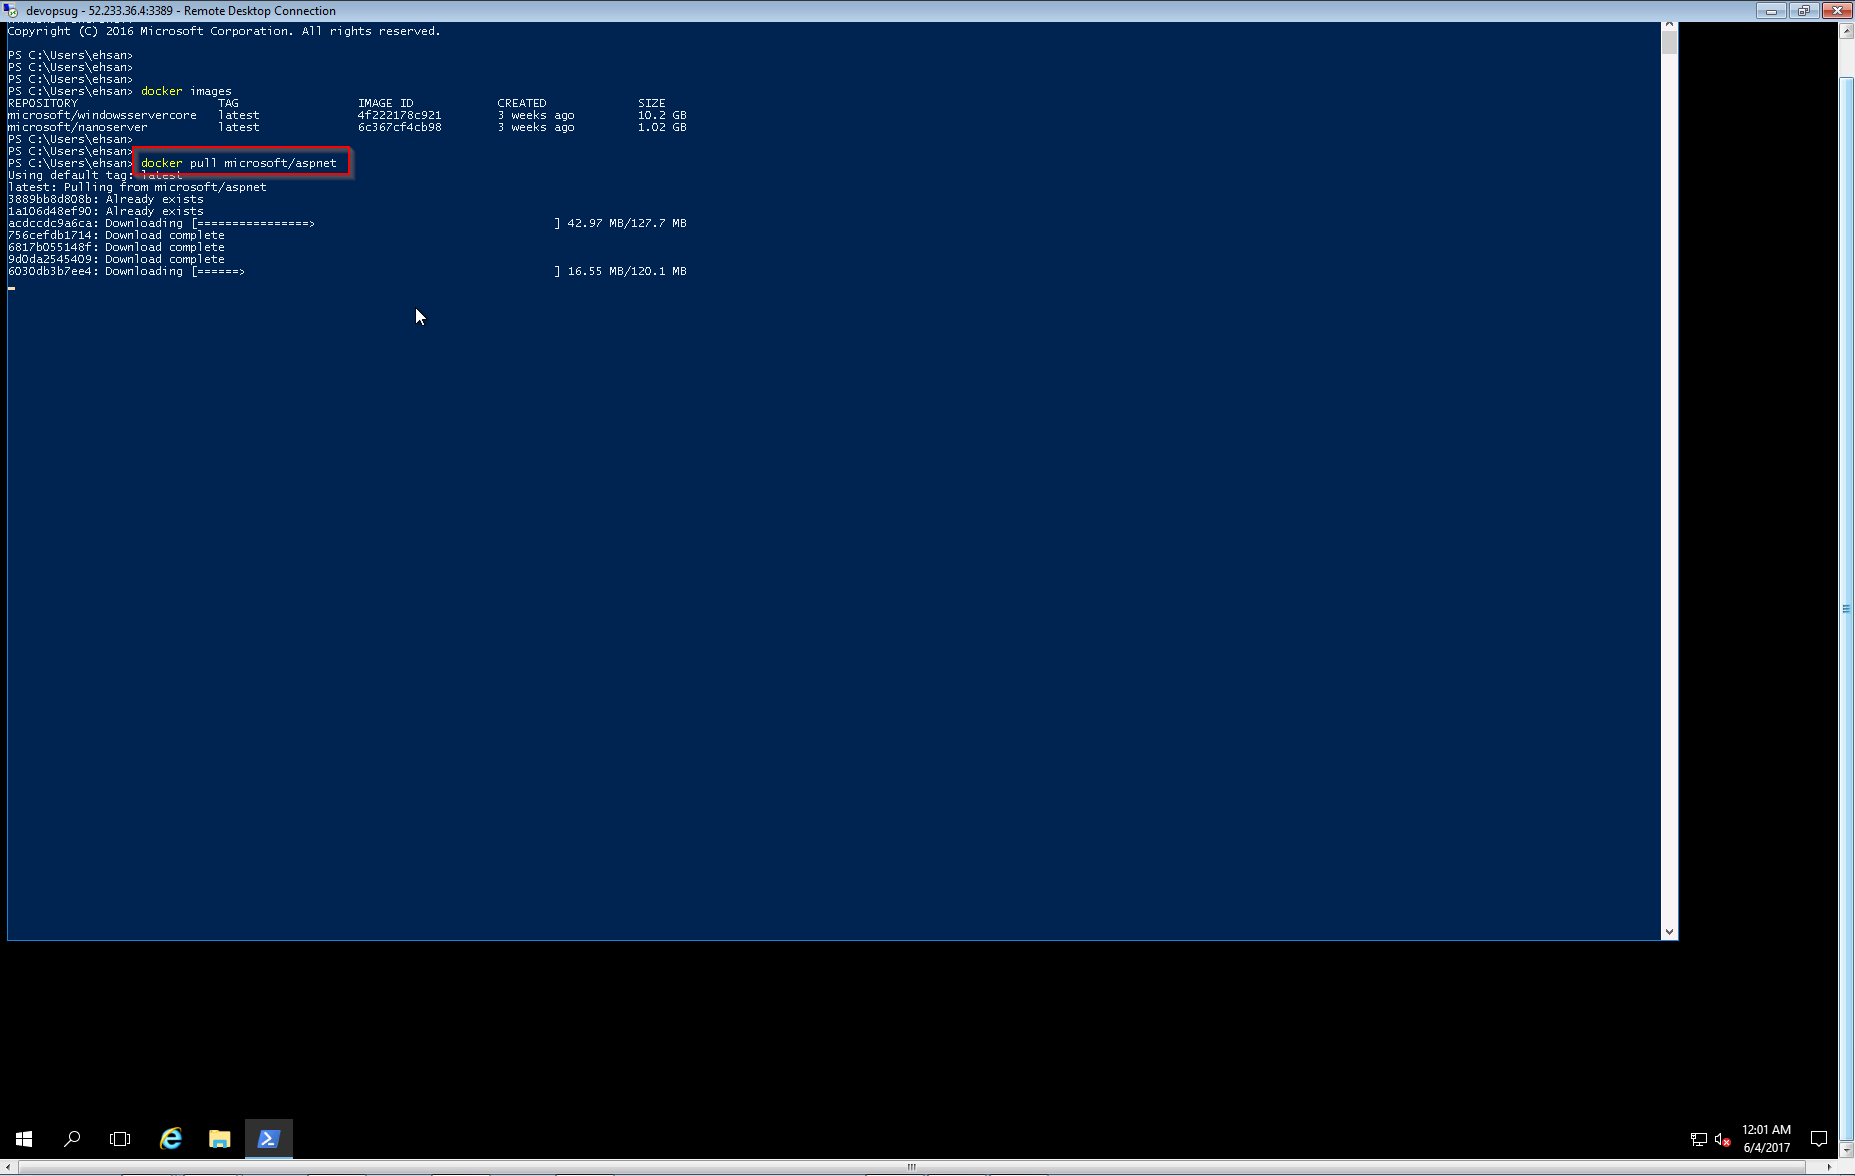 devopsug - 52.233.36.4:3389 - Remote Desktop Connection
Copyright (C) 2016 Microsoft Corporation. All rights reserved.
PS C:\Users\ehsan>
PS C:\Users\ehsan>
PS C:\Users\ehsan>
PS C:\Users\ehsan> docker images
REPOSITORY TAG IMAGE ID CREATED SIZE
microsoft/windowsservercore latest 4f222178c921 3 weeks ago 10.2 GB
microsoft/nanoserver latest 6c367cf4cb98 3 weeks ago 1.02 GB
PS C:\Users\ehsan>
PS C:\Users\ehsan>
PS C:\Users\ehsan> docker pull microsoft/aspnet
Using default tag: latest
latest: Pulling from microsoft/aspnet
3889bb8d808b: Already exists
1a106d48ef90: Already exists
acdccdc9a6ca: Downloading [================> ] 42.97 MB/127.7 MB
756cefdb1714: Download complete
6817b055148f: Download complete
9d0da2545409: Download complete
6030db3b7ee4: Downloading [======> ] 16.55 MB/120.1 MB
12:01 AM
6/4/2017